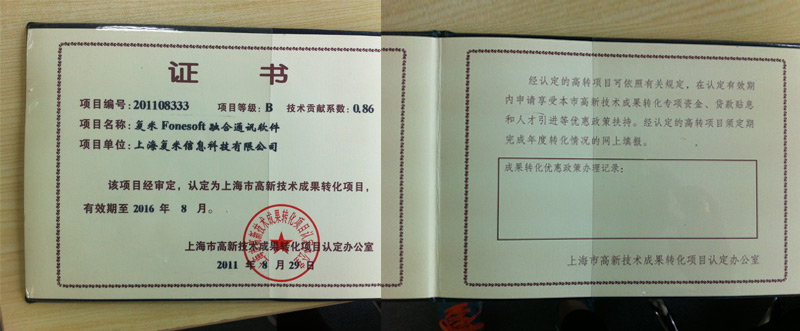 证 书
项目编号：201108333 项目等级：B 技术贡献系数：0.86
项目名称：复米 Fonesoft 融合通讯软件
项目单位：上海复米信息科技有限公司
该项目经审定，认定为上海市高新技术成果转化项目，
有效期至 2016 年 8 月。
上海市高新技术成果转化项目认定办公室
2011 年 8 月 29 日
经认定的高转项目可依照有关规定，在认定有效期
内申请享受本市高新技术成果转化专项资金、贷款贴息
和人才引进等优惠政策扶持。经认定的高转项目须定期
完成年度转化情况的网上填报。
成果转化优惠政策办理记录：
上海市高新技术成果转化项目认定办公室